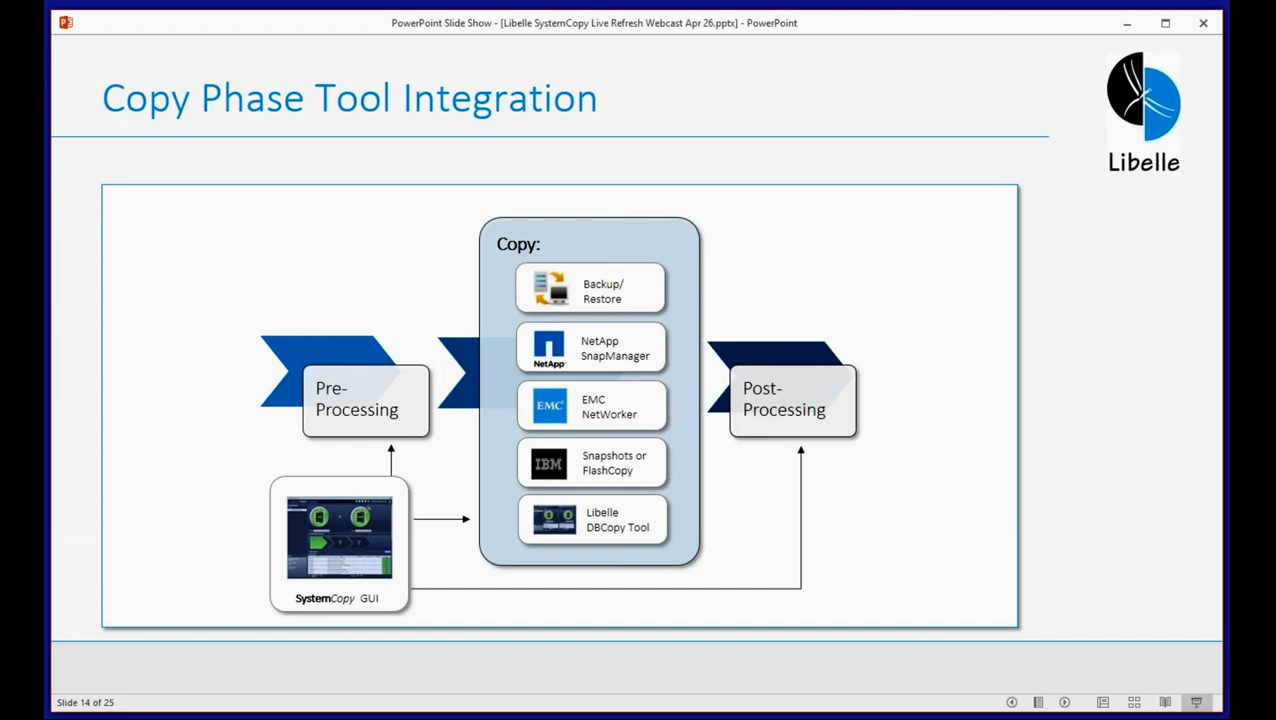 PowerPoint Slide Show - [Libelle SystemCopy Live Refresh Webcast Apr 26.pptx] - PowerPoint
Copy Phase Tool Integration
Libelle
Copy:
Backup/
Restore
NetApp
NetApp
SnapManager
EMC²
EMC
NetWorker
IBM
Snapshots or
FlashCopy
Libelle
DBCopy Tool
Pre-
Processing
Post-
Processing
SystemCopy GUI
Slide 14 of 25